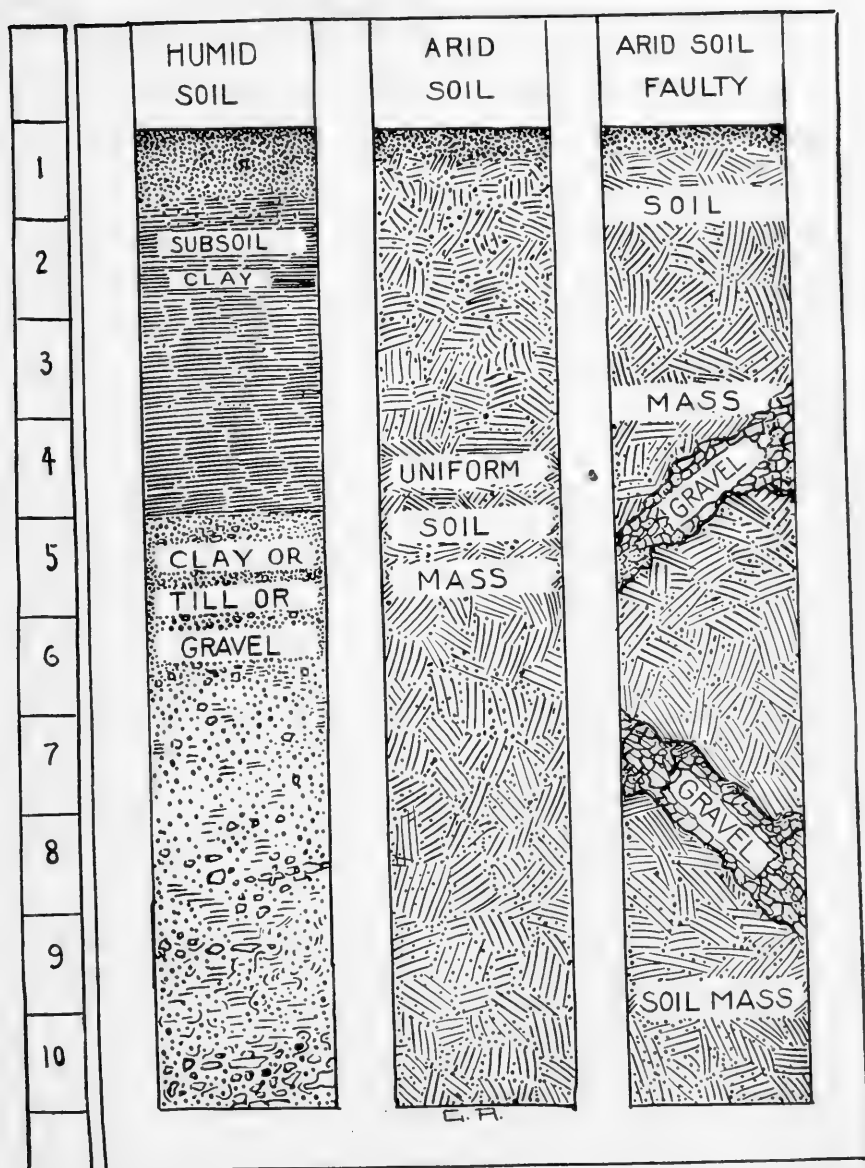 HUMID
SOIL
ARID
SOIL
ARID SOIL
FAULTY
1
2
3
4
5
6
7
8
9
10
SUBSOIL
CLAY
CLAY OR
TILL OR
GRAVEL
UNIFORM
SOIL
MASS
SOIL
MASS
GRAVEL
GRAVEL
SOIL MASS
C.A.